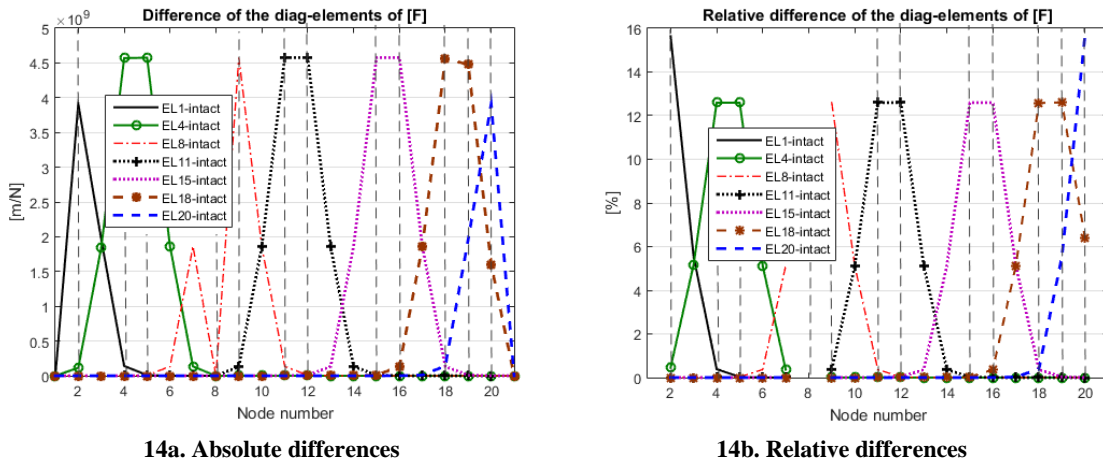 Difference of the diag-elements of [F]
×10⁹
5
4.5
4
3.5
3
2.5
2
1.5
1
0.5
0
[m/N]
EL1-intact
EL4-intact
EL8-intact
EL11-intact
EL15-intact
EL18-intact
EL20-intact
2 4 6 8 10 12 14 16 18 20
Node number
14a. Absolute differences
Relative difference of the diag-elements of [F]
16
14
12
10
8
6
4
2
0
[%]
EL1-intact
EL4-intact
EL8-intact
EL11-intact
EL15-intact
EL18-intact
EL20-intact
2 4 6 8 10 12 14 16 18 20
Node number
14b. Relative differences